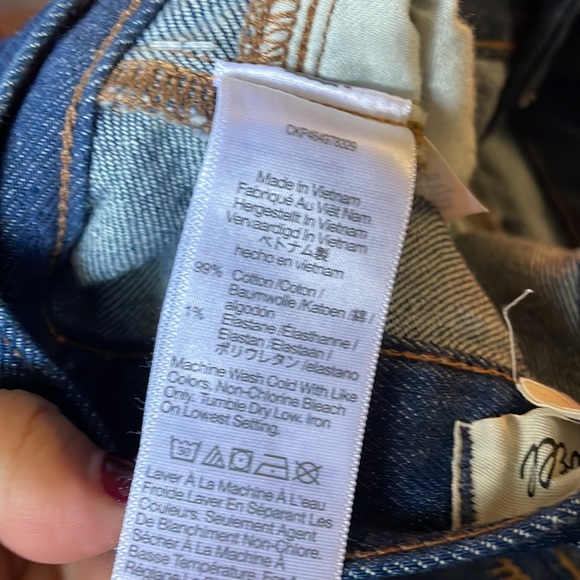 CKP464978329
Made In Vietnam
Fabriqué Au Viet Nam
Hergestellt In Vietnam
Vervaardigd In Vietnam
ベトナム製
hecho en vietnam
99% Cotton /Coton /
Baumwolle /Katoen /綿/
algodón
1% Elastane /Élasthanne /
Elastan /Elastaan/
ポリウレタン /elastano
Machine Wash Cold With Like
Colors. Non-Chlorine Bleach
Only. Tumble Dry Low. Iron
On Lowest Setting.
30
Laver À La Machine À L'eau
Froide.Laver En Séparant Les
Couleurs. Seulement Agent
De Blanchiment Non-Chloré.
Sécher À La Machine À
Basse Température.